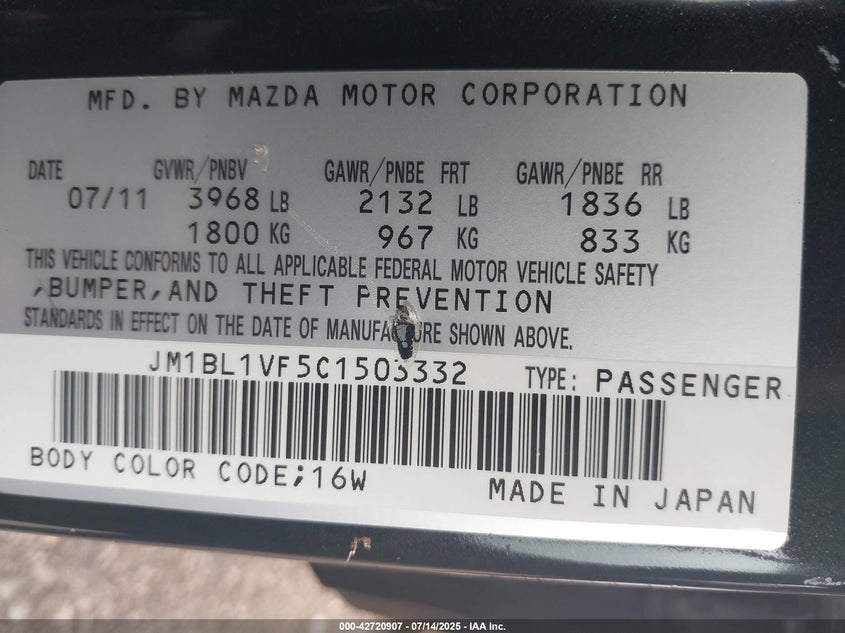 MFD. BY MAZDA MOTOR CORPORATION
DATE GVWR/PNBV GAWR/PNBE FRT GAWR/PNBE RR
07/11 3968 LB 2132 LB 1836 LB
1800 KG 967 KG 833 KG
THIS VEHICLE CONFORMS TO ALL APPLICABLE FEDERAL MOTOR VEHICLE SAFETY
,BUMPER,AND THEFT PREVENTION
STANDARDS IN EFFECT ON THE DATE OF MANUFACTURE SHOWN ABOVE.
JM1BL1VF5C1503332 TYPE: PASSENGER
BODY COLOR CODE;16W MADE IN JAPAN
000-42720907 - 07/14/2025 - IAA Inc.